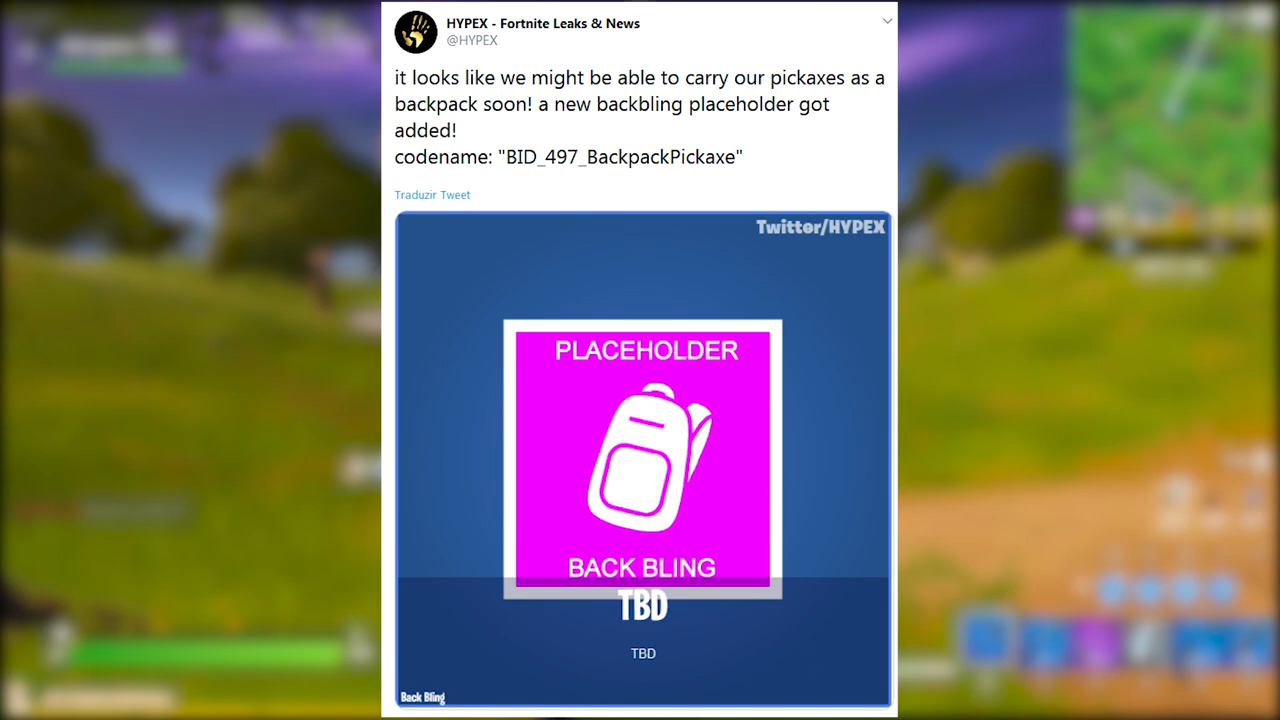 HYPEX - Fortnite Leaks & News
@HYPEX
it looks like we might be able to carry our pickaxes as a
backpack soon! a new backbling placeholder got
added!
codename: "BID_497_BackpackPickaxe"
Traduzir Tweet
Twitter/HYPEX
PLACEHOLDER
BACK BLING
TBD
TBD
Back Bling